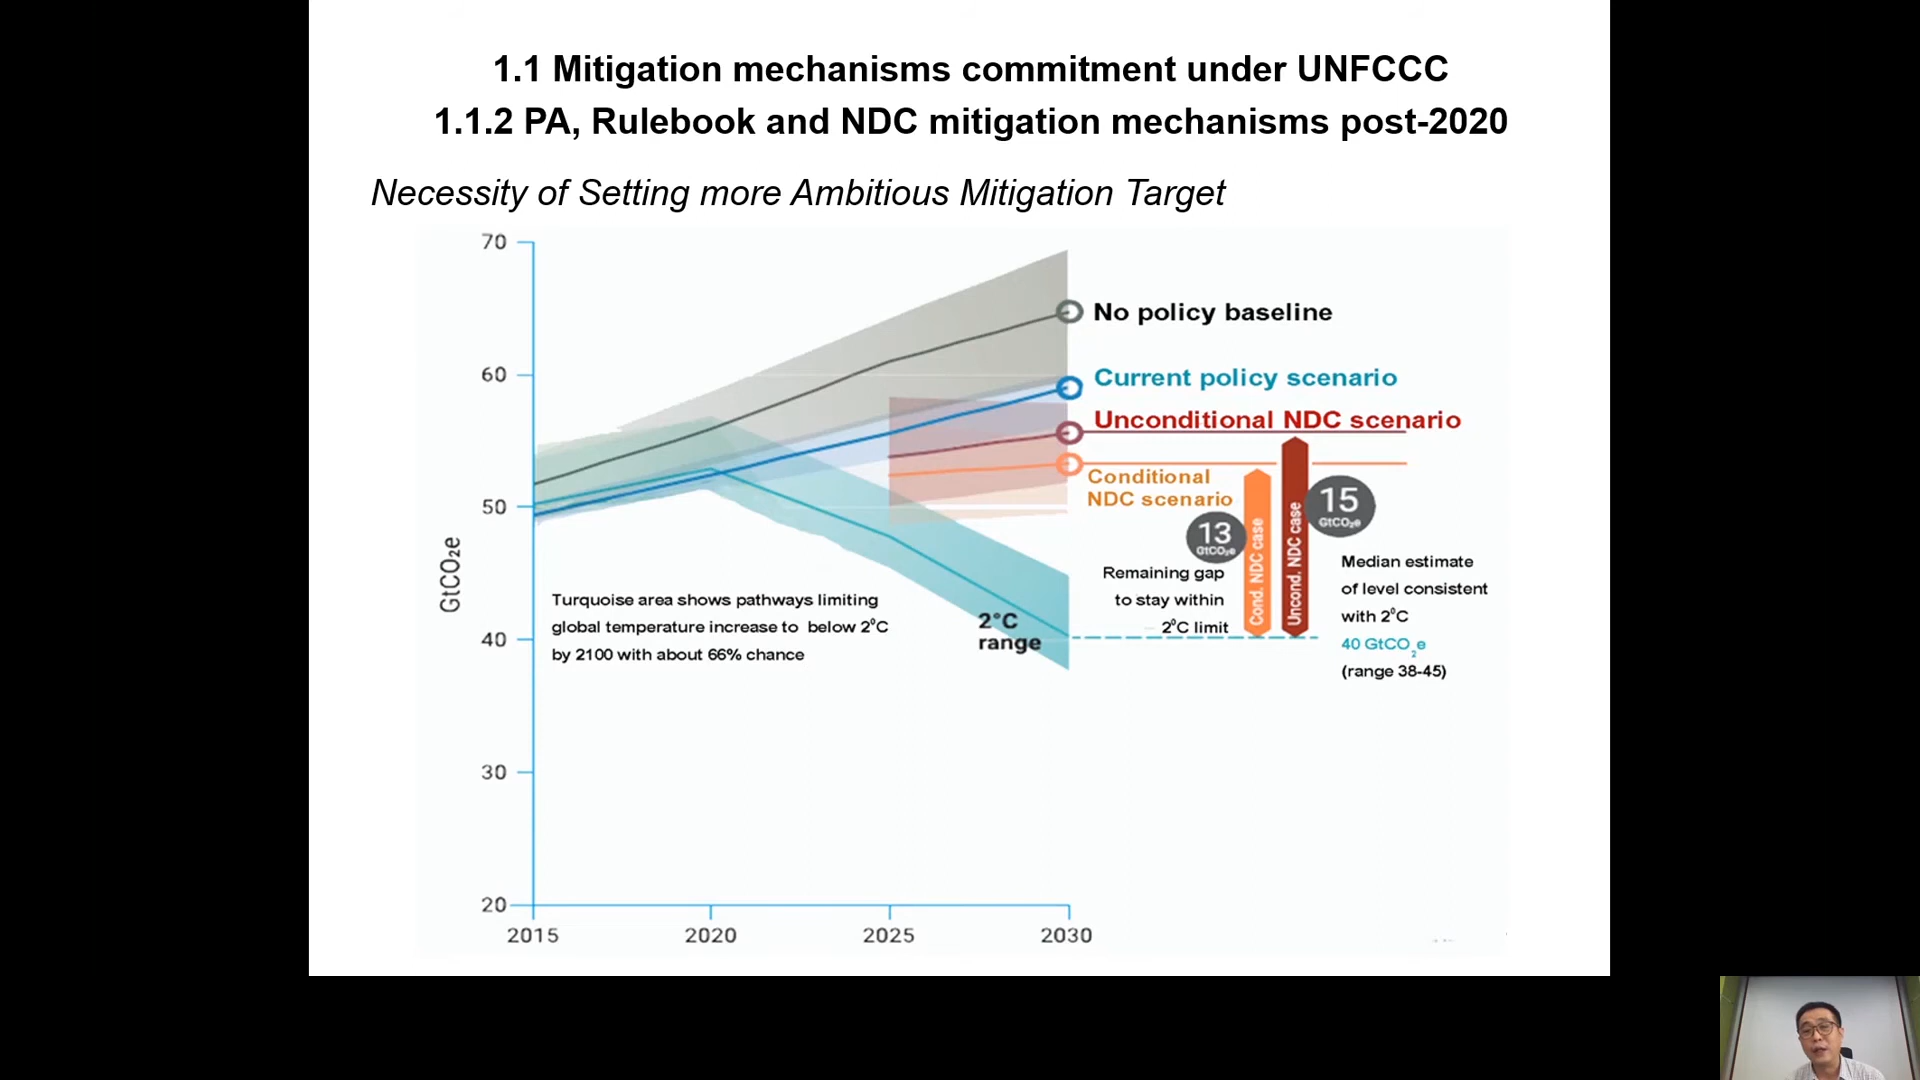 1.1 Mitigation mechanisms commitment under UNFCCC
1.1.2 PA, Rulebook and NDC mitigation mechanisms post-2020
Necessity of Setting more Ambitious Mitigation Target
70
60
50
40
30
20
GtCO₂e
2015
2020
2025
2030
No policy baseline
Current policy scenario
Unconditional NDC scenario
Conditional
NDC scenario
13
GtCO₂e
Cond. NDC case
Uncond. NDC case
15
GtCO₂e
Remaining gap
to stay within
2⁰C limit
Median estimate
of level consistent
with 2⁰C
40 GtCO₂e
(range 38-45)
Turquoise area shows pathways limiting
global temperature increase to below 2⁰C
by 2100 with about 66% chance
2°C
range